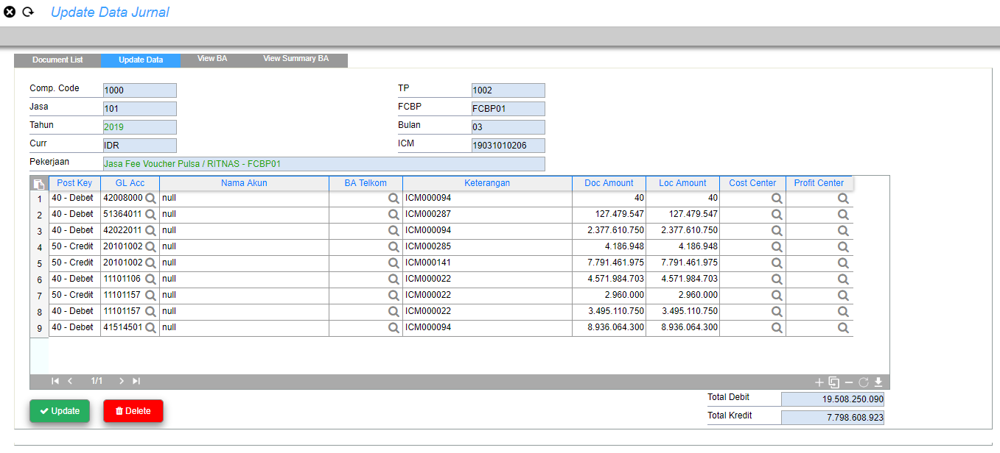 Update Data Jurnal
Document List Update Data View BA View Summary BA
Comp. Code 1000 TP 1002
Jasa 101 FCBP FCBP01
Tahun 2019 Bulan 03
Curr IDR ICM 19031010206
Pekerjaan Jasa Fee Voucher Pulsa / RITNAS - FCBP01
Post Key GL Acc Nama Akun BA Telkom Keterangan Doc Amount Loc Amount Cost Center Profit Center
1 40 - Debet 42008000 null ICM000094 40 40
2 40 - Debet 51364011 null ICM000287 127.479.547 127.479.547
3 40 - Debet 42022011 null ICM000094 2.377.610.750 2.377.610.750
4 50 - Credit 20101002 null ICM000285 4.186.948 4.186.948
5 50 - Credit 20101002 null ICM000141 7.791.461.975 7.791.461.975
6 40 - Debet 11101106 null ICM000022 4.571.984.703 4.571.984.703
7 50 - Credit 11101157 null ICM000022 2.960.000 2.960.000
8 40 - Debet 11101157 null ICM000022 3.495.110.750 3.495.110.750
9 40 - Debet 41514501 null ICM000094 8.936.064.300 8.936.064.300
1/1
Total Debit 19.508.250.090
Update Delete
Total Kredit 7.798.608.923